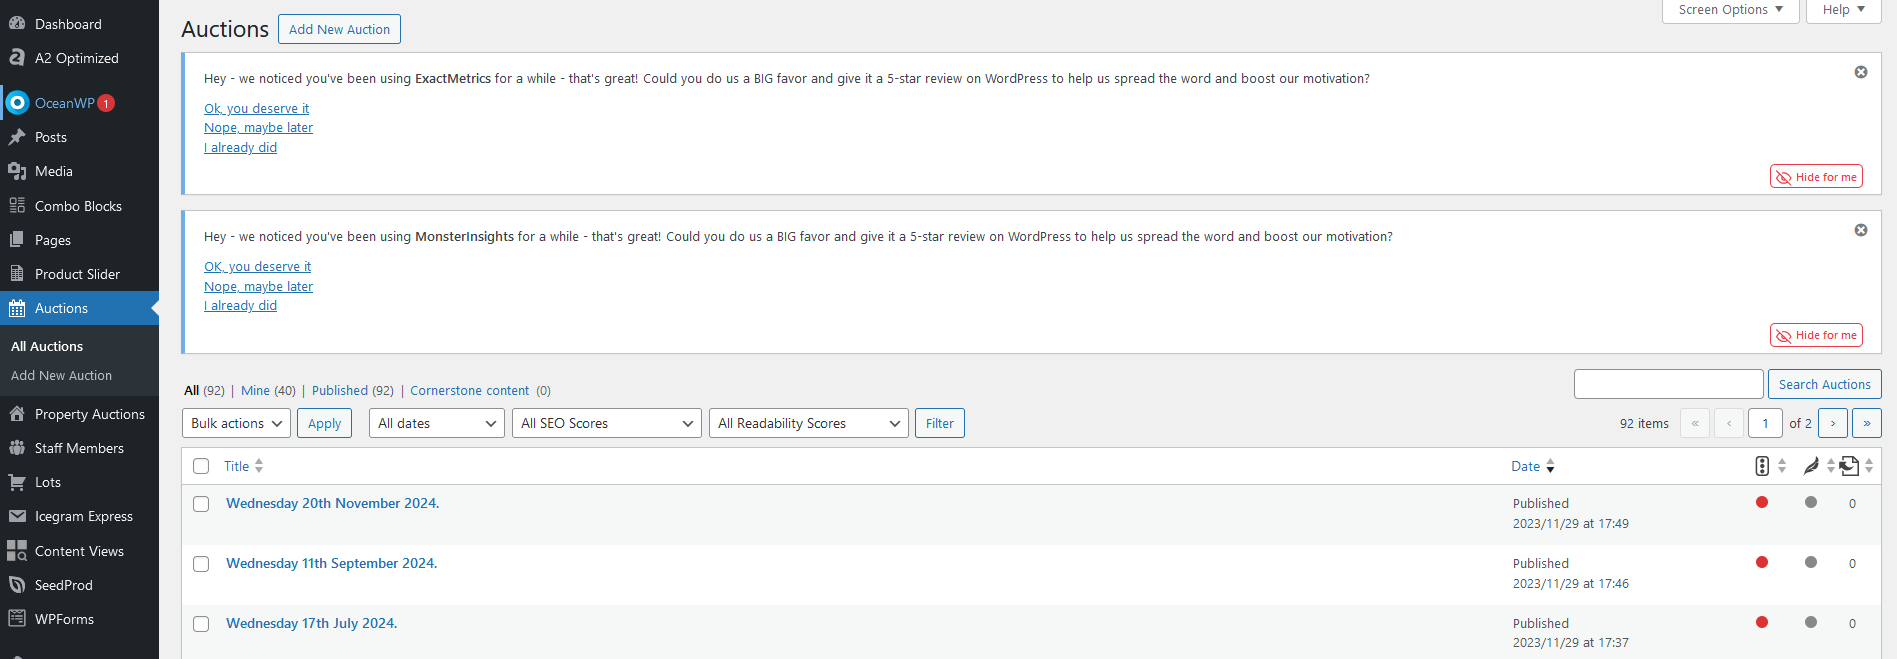 Dashboard
A2 Optimized
OceanWP 1
Posts
Media
Combo Blocks
Pages
Product Slider
Auctions
All Auctions
Add New Auction
Property Auctions
Staff Members
Lots
Icegram Express
Content Views
SeedProd
WPForms
Screen Options
Help
Auctions
Add New Auction
Hey - we noticed you've been using ExactMetrics for a while - that's great! Could you do us a BIG favor and give it a 5-star review on WordPress to help us spread the word and boost our motivation?
Ok, you deserve it
Nope, maybe later
I already did
Hide for me
Hey - we noticed you've been using MonsterInsights for a while - that's great! Could you do us a BIG favor and give it a 5-star review on WordPress to help us spread the word and boost our motivation?
OK, you deserve it
Nope, maybe later
I already did
Hide for me
All (92) | Mine (40) | Published (92) | Cornerstone content (0)
Search Auctions
Bulk actions Apply All dates All SEO Scores All Readability Scores Filter
92 items « ‹ 1 of 2 › »
Title Date
Wednesday 20th November 2024. Published 0
2023/11/29 at 17:49
Wednesday 11th September 2024. Published 0
2023/11/29 at 17:46
Wednesday 17th July 2024. Published 0
2023/11/29 at 17:37